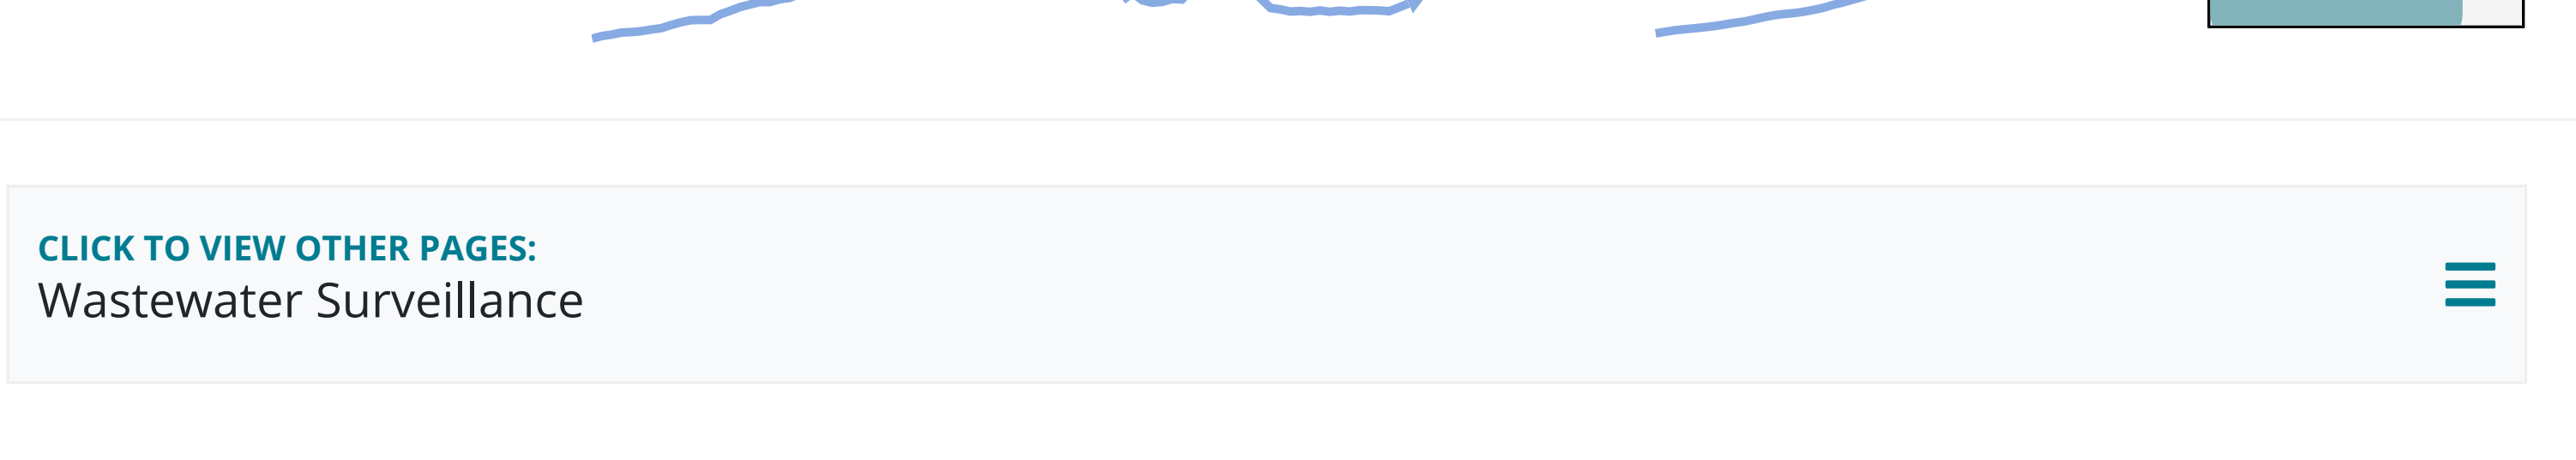 CLICK TO VIEW OTHER PAGES:
Wastewater Surveillance